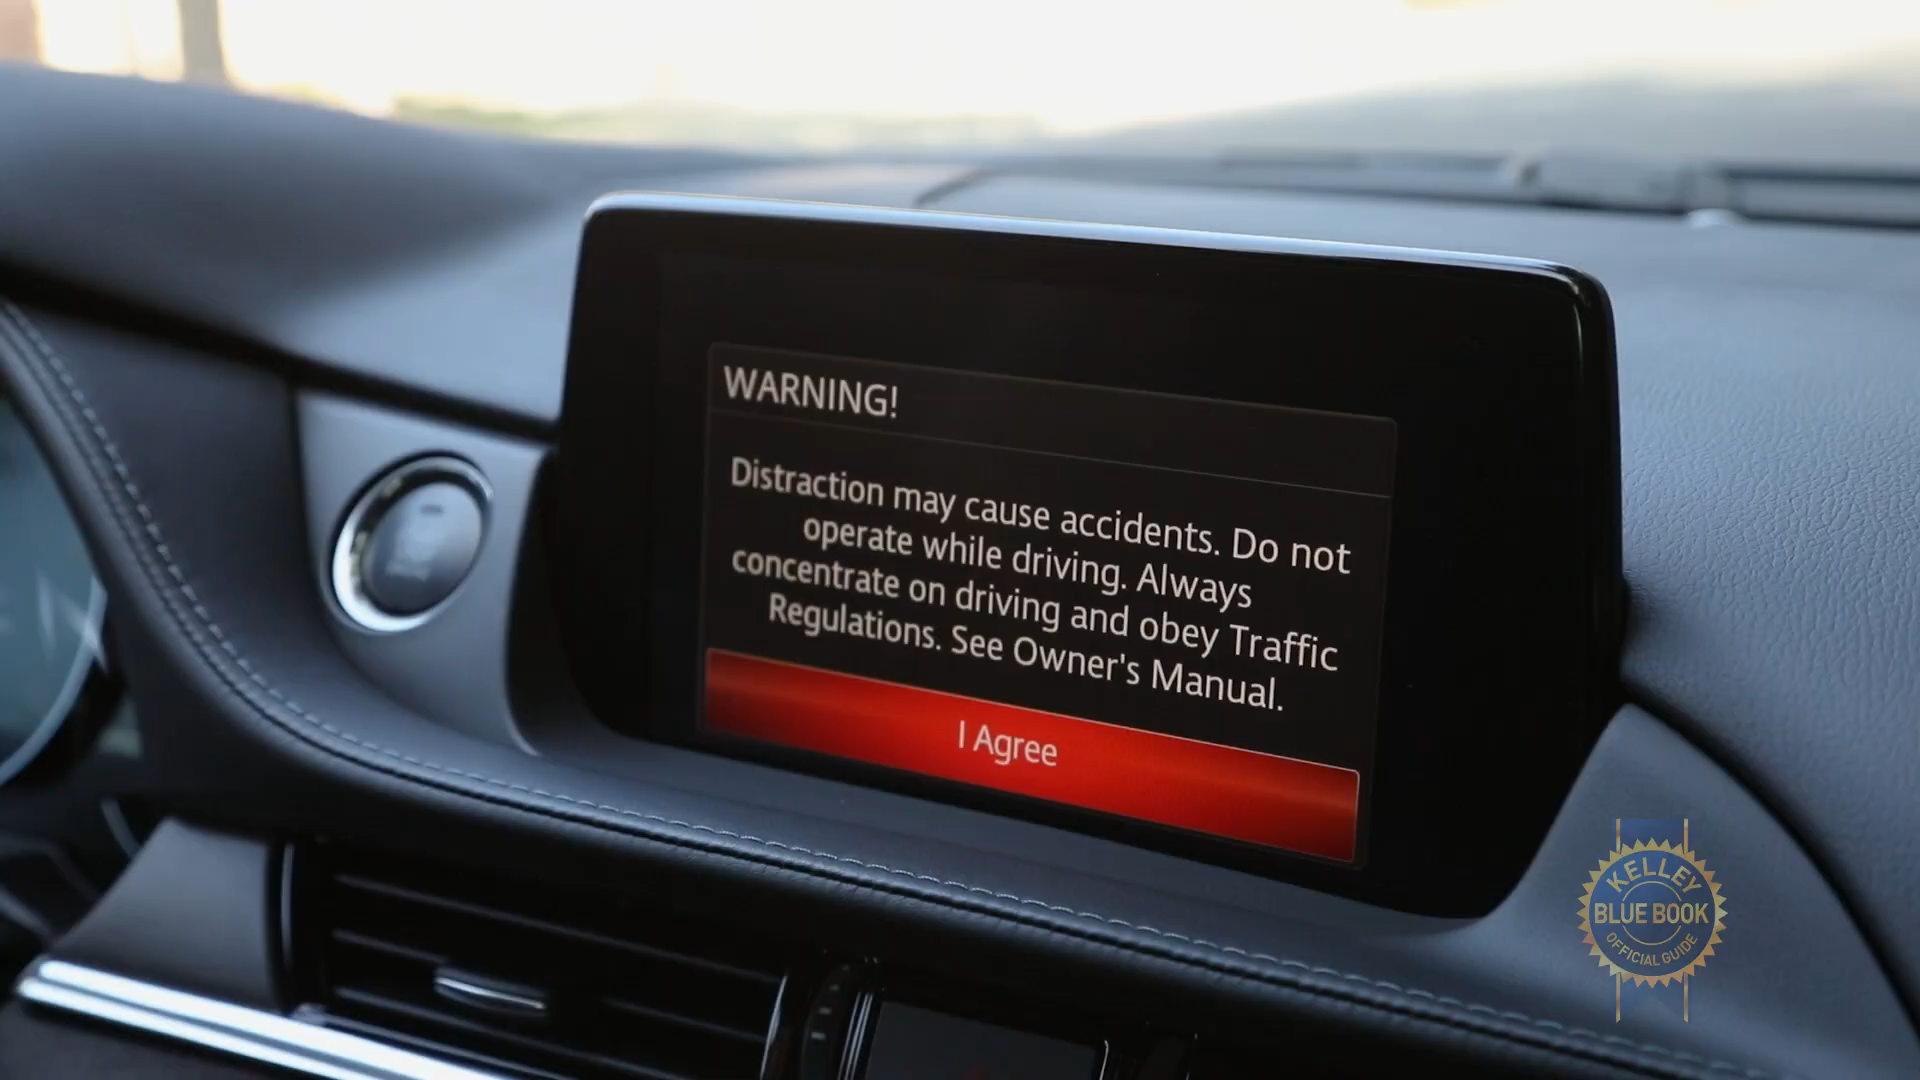 WARNING!
Distraction may cause accidents. Do not
operate while driving. Always
concentrate on driving and obey Traffic
Regulations. See Owner's Manual.
I Agree
KELLEY
BLUE BOOK
OFFICIAL GUIDE